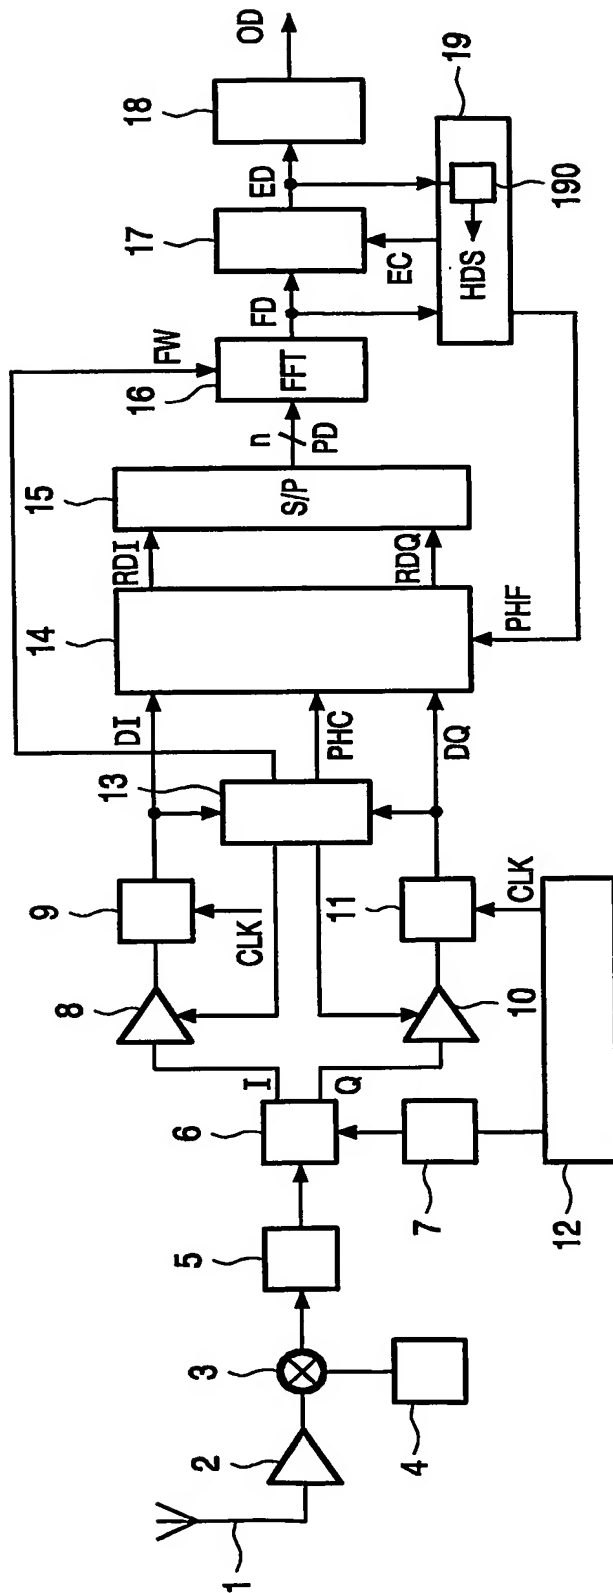 1
2
3
4
5
6
7
8
9
10
11
12
13
14
15
16
17
18
19
190
I
Q
CLK
CLK
DI
PHC
DQ
RDI
RDQ
PHF
S/P
n
PD
FW
FFT
FD
EC
ED
HDS
OD